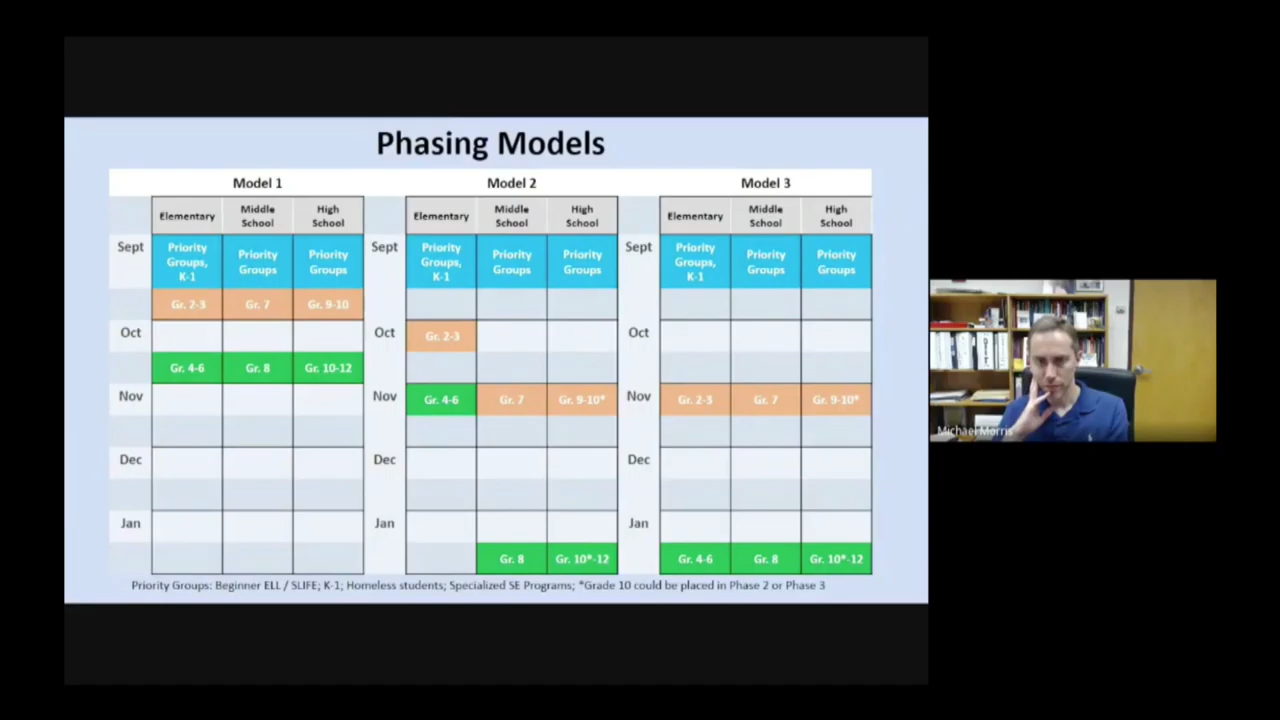 Phasing Models
Model 1 Model 2 Model 3
Elementary Middle School High School Elementary Middle School High School Elementary Middle School High School
Sept Priority Groups, K-1 Priority Groups Priority Groups Sept Priority Groups, K-1 Priority Groups Priority Groups Sept Priority Groups, K-1 Priority Groups Priority Groups
Gr. 2-3 Gr. 7 Gr. 9-10
Oct Oct Gr. 2-3 Oct
Gr. 4-6 Gr. 8 Gr. 10-12
Nov Nov Gr. 4-6 Gr. 7 Gr. 9-10* Nov Gr. 2-3 Gr. 7 Gr. 9-10*
Dec Dec Dec
Jan Jan Jan
Gr. 8 Gr. 10*-12 Gr. 4-6 Gr. 8 Gr. 10*-12
Priority Groups: Beginner ELL / SLIFE; K-1; Homeless students; Specialized SE Programs; *Grade 10 could be placed in Phase 2 or Phase 3
Michael Morris